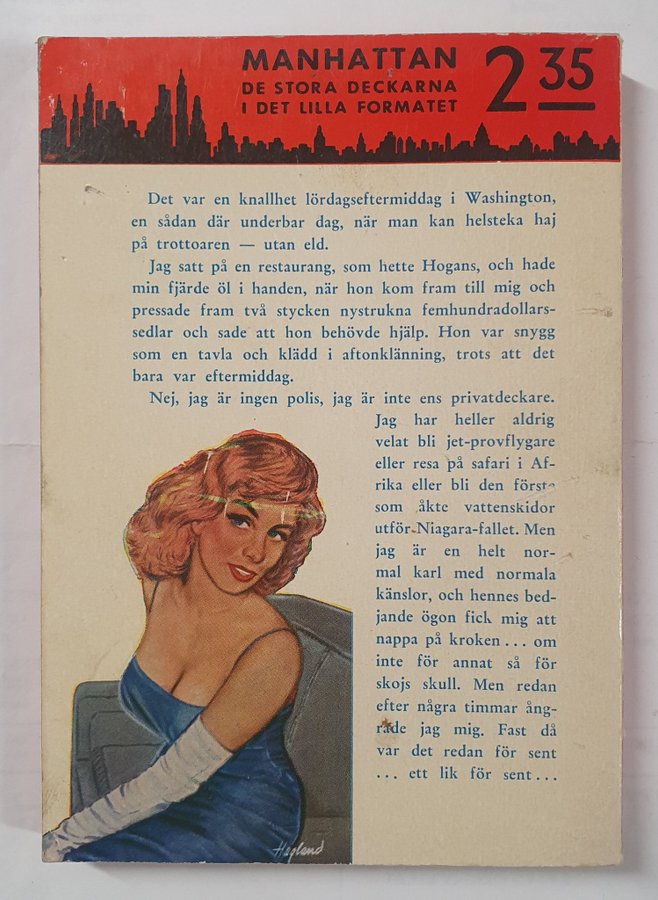 MANHATTAN
DE STORA DECKARNA
I DET LILLA FORMATET
2 35
Det var en knallhet lördagseftermiddag i Washington,
en sådan där underbar dag, när man kan helsteka haj
på trottoaren — utan eld.
Jag satt på en restaurang, som hette Hogans, och hade
min fjärde öl i handen, när hon kom fram till mig och
pressade fram två stycken nystrukna femhundradollars-
sedlar och sade att hon behövde hjälp. Hon var snygg
som en tavla och klädd i aftonklänning, trots att det
bara var eftermiddag.
Nej, jag är ingen polis, jag är inte ens privatdeckare.
Jag har heller aldrig
velat bli jet-provflygare
eller resa på safari i Af-
rika eller bli den förste
som åkte vattenskidor
utför Niagara-fallet. Men
jag är en helt nor-
mal karl med normala
känslor, och hennes bed-
jande ögon fick mig att
nappa på kroken... om
inte för annat så för
skojs skull. Men redan
efter några timmar ång-
rade jag mig. Fast då
var det redan för sent
... ett lik för sent...
Hagland